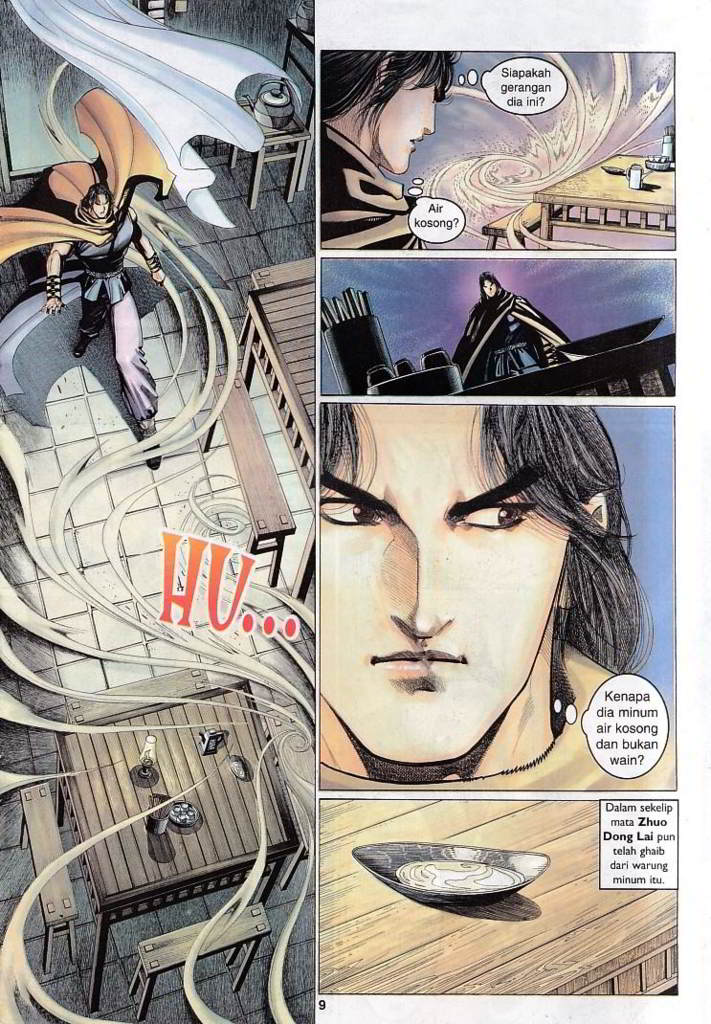 HU...
Siapakah
gerangan
dia ini?
Air
kosong?
Kenapa
dia minum
air kosong
dan bukan
wain?
Dalam sekelip
mata Zhuo
Dong Lai pun
telah ghaib
dari warung
minum itu.
9